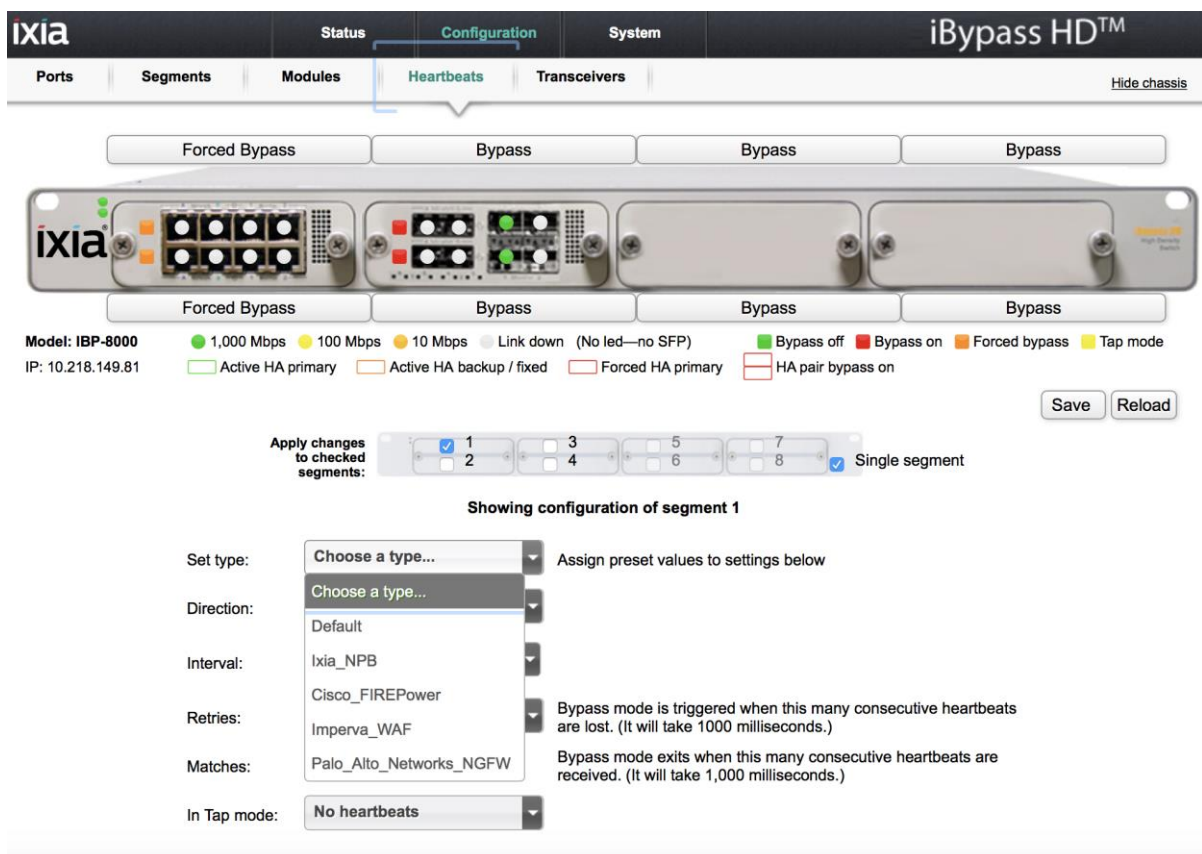 ixia Status Configuration System iBypass HD™
Ports Segments Modules Heartbeats Transceivers Hide chassis
Forced Bypass Bypass Bypass Bypass
ixia
Forced Bypass Bypass Bypass Bypass
Model: IBP-8000 1,000 Mbps 100 Mbps 10 Mbps Link down (No led—no SFP) Bypass off Bypass on Forced bypass Tap mode
IP: 10.218.149.81 Active HA primary Active HA backup / fixed Forced HA primary HA pair bypass on
Save Reload
Apply changes
to checked
segments:
1 3 5 7
2 4 6 8
Single segment
Showing configuration of segment 1
Set type: Choose a type... Assign preset values to settings below
Choose a type...
Direction:
Default
Interval: Ixia_NPB
Cisco_FIREPower
Retries: Bypass mode is triggered when this many consecutive heartbeats
are lost. (It will take 1000 milliseconds.)
Imperva_WAF
Matches: Palo_Alto_Networks_NGFW Bypass mode exits when this many consecutive heartbeats are
received. (It will take 1,000 milliseconds.)
In Tap mode: No heartbeats